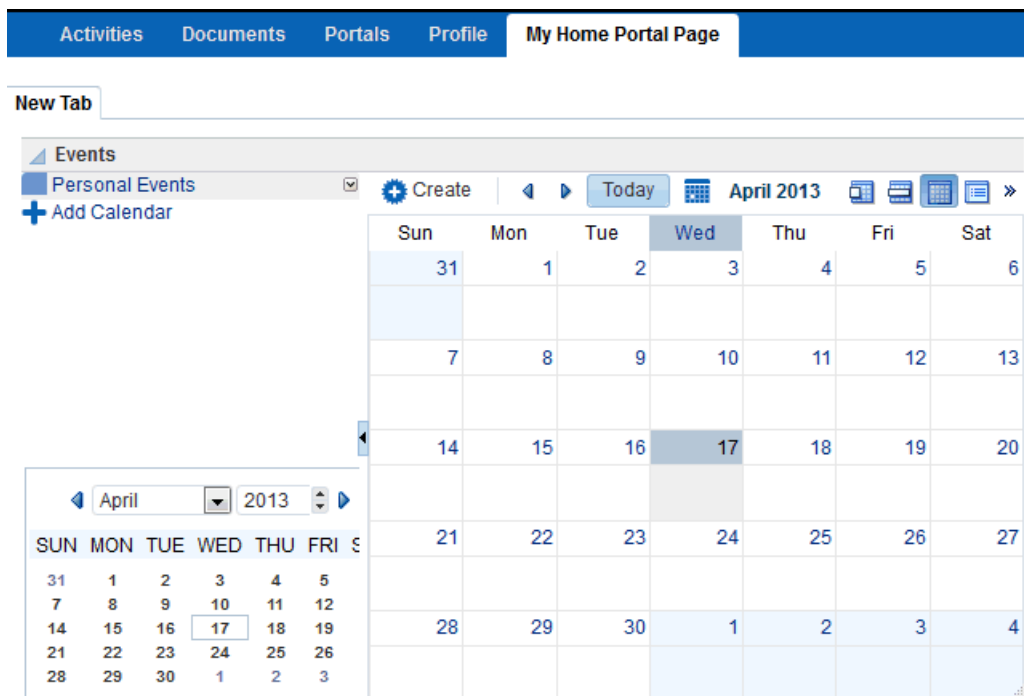 Activities Documents Portals Profile My Home Portal Page
New Tab
Events
Personal Events
Add Calendar
Create Today April 2013 »
Sun Mon Tue Wed Thu Fri Sat
31 1 2 3 4 5 6
7 8 9 10 11 12 13
14 15 16 17 18 19 20
21 22 23 24 25 26 27
28 29 30 1 2 3 4
April 2013
SUN MON TUE WED THU FRI S
31 1 2 3 4 5
7 8 9 10 11 12
14 15 16 17 18 19
21 22 23 24 25 26
28 29 30 1 2 3